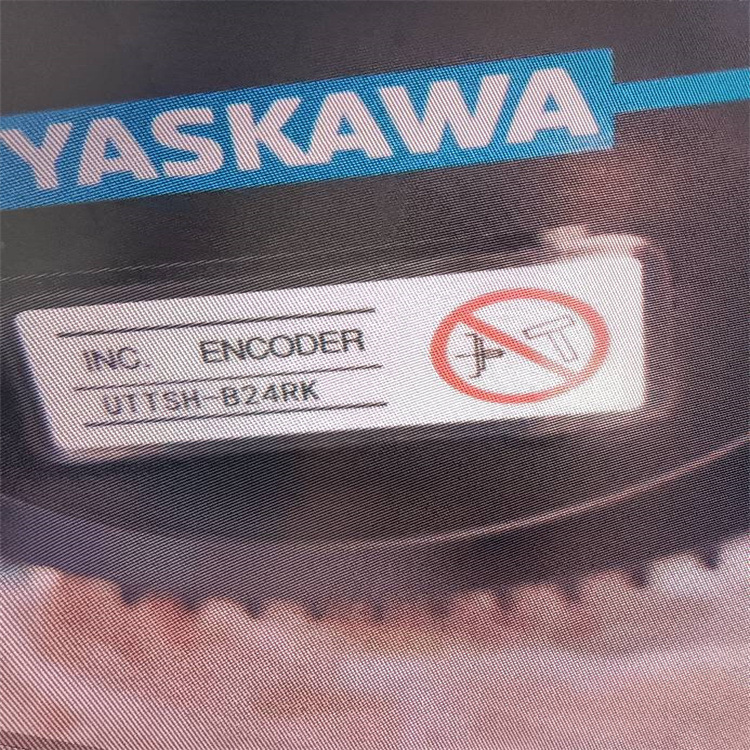 YASKAWA
INC. ENCODER
UTTSH-B24RK